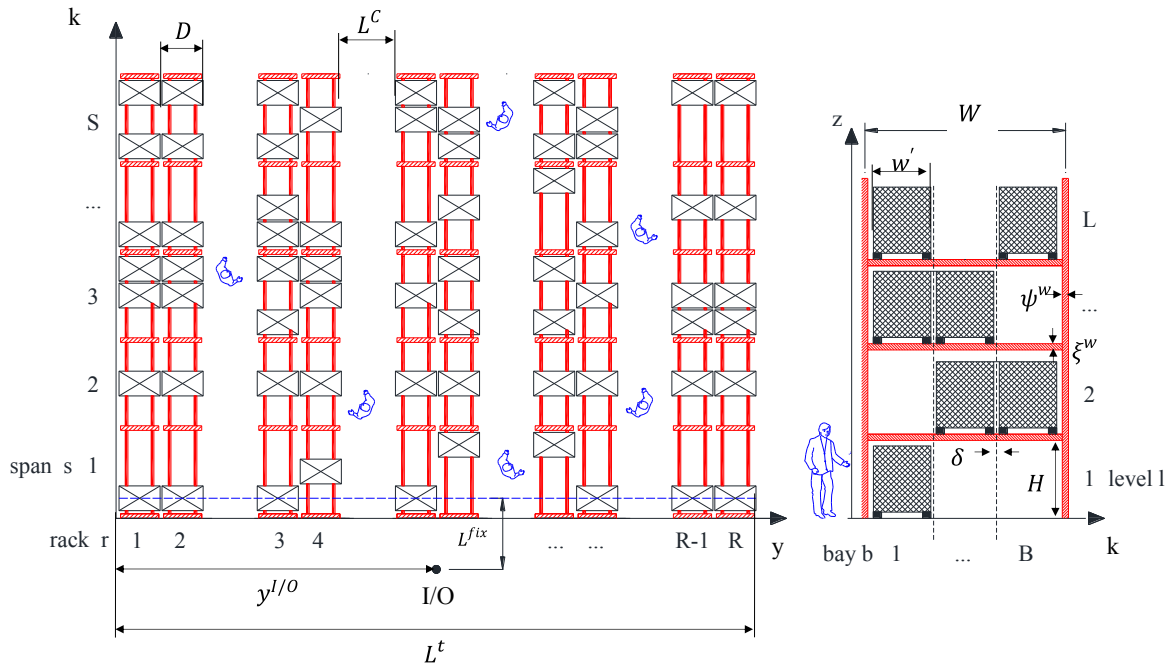 k
D
L^C
S
...
3
2
span s 1
rack r 1 2 3 4 ... ... R-1 R y
L^fix
y^I/O
I/O
L^t
z
W
w'
L
ψ^w
...
ξ^w
2
δ
H
1 level l
bay b 1 ... B
k